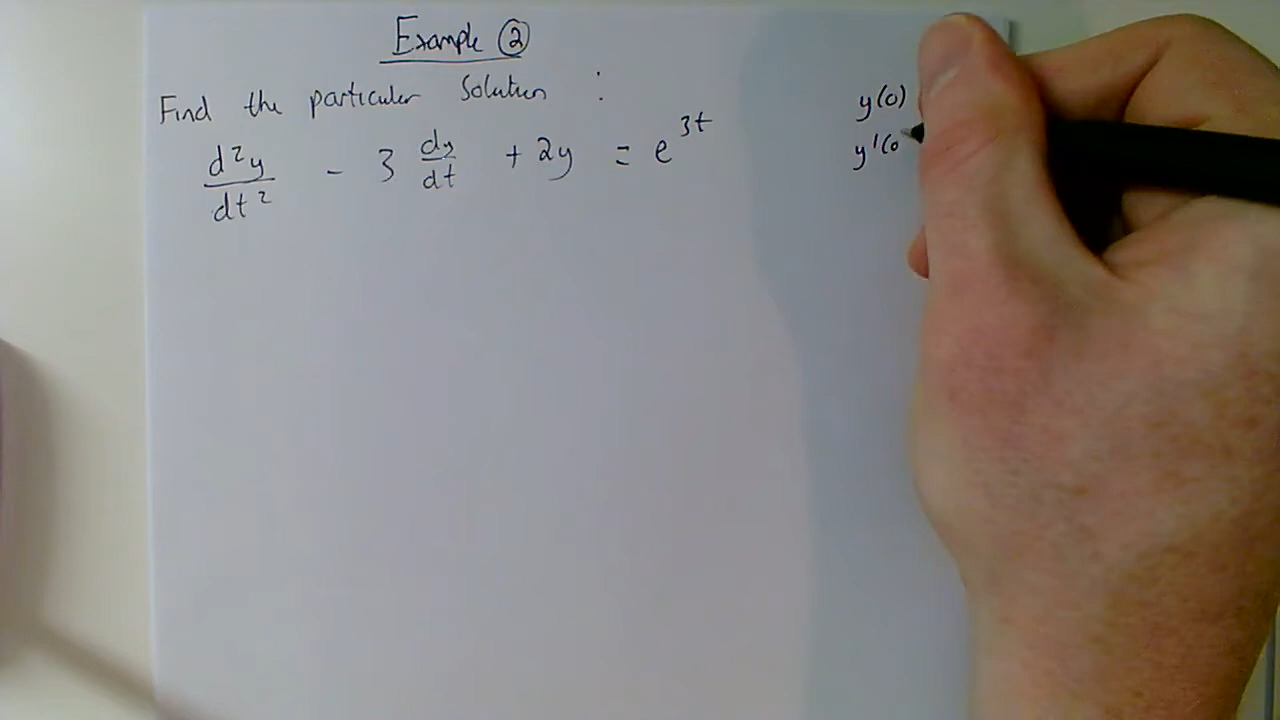 Example ②
Find the particular solution :
d²y/dt² - 3 dy/dt + 2y = e^{3t}
y(0)
y'(0